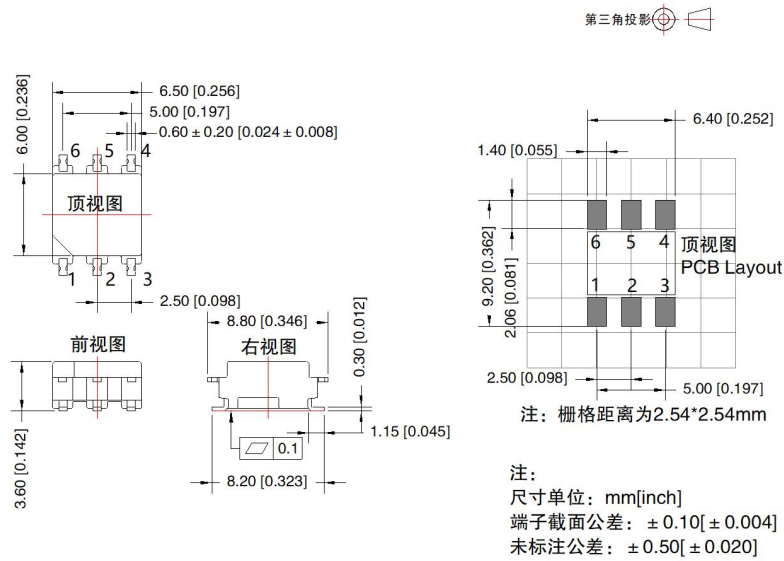 第三角投影
6.50 [0.256]
5.00 [0.197]
0.60 ± 0.20 [0.024 ± 0.008]
6.00 [0.236]
6 5 4
顶视图
1 2 3
2.50 [0.098]
前视图
3.60 [0.142]
8.80 [0.346]
右视图
0.30 [0.012]
1.15 [0.045]
0.1
8.20 [0.323]
6.40 [0.252]
1.40 [0.055]
9.20 [0.362]
2.06 [0.081]
6 5 4
1 2 3
顶视图
PCB Layout
2.50 [0.098]
5.00 [0.197]
注：栅格距离为2.54*2.54mm
注：
尺寸单位：mm[inch]
端子截面公差：±0.10[±0.004]
未标注公差：±0.50[±0.020]